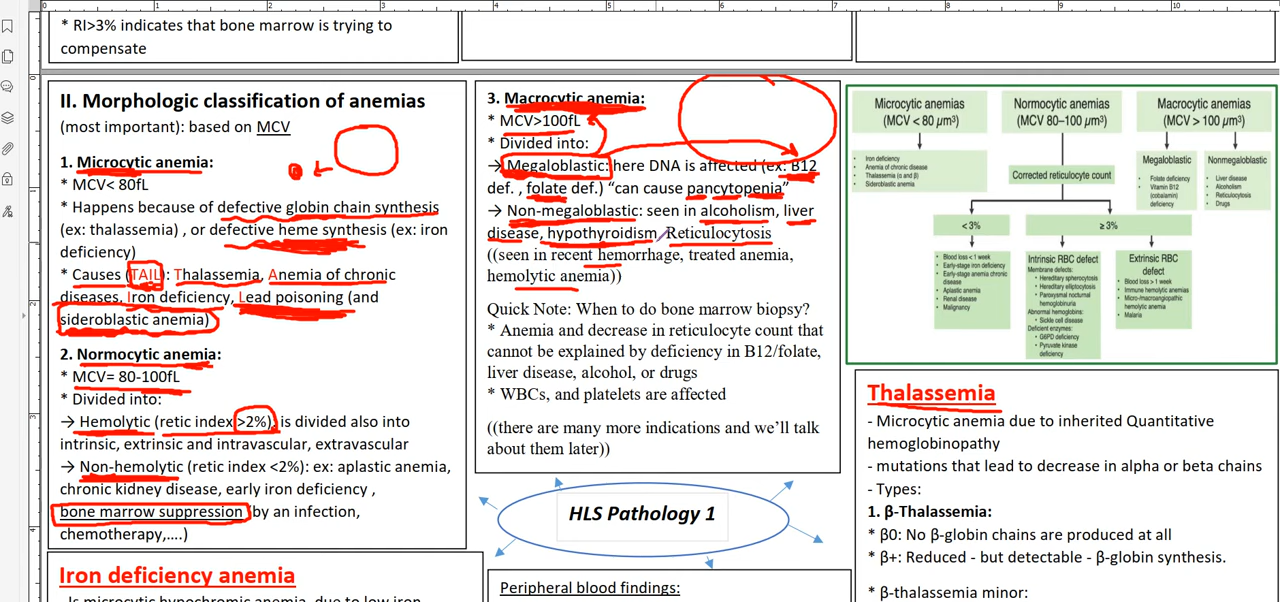 * RI>3% indicates that bone marrow is trying to
compensate
II. Morphologic classification of anemias
(most important): based on MCV
1. Microcytic anemia:
* MCV< 80fL
* Happens because of defective globin chain synthesis
(ex: thalassemia) , or defective heme synthesis (ex: iron
deficiency)
* Causes (TAIL): Thalassemia, Anemia of chronic
diseases, Iron deficiency, Lead poisoning (and
sideroblastic anemia)
2. Normocytic anemia:
* MCV= 80-100fL
* Divided into:
→ Hemolytic (retic index >2%), is divided also into
intrinsic, extrinsic and intravascular, extravascular
→ Non-hemolytic (retic index <2%): ex: aplastic anemia,
chronic kidney disease, early iron deficiency ,
bone marrow suppression (by an infection,
chemotherapy,....)
Iron deficiency anemia
- Is microcytic hypochromic anemia, due to low iron
3. Macrocytic anemia:
* MCV>100fL
* Divided into:
→ Megaloblastic: here DNA is affected (ex: B12
def. , folate def.) “can cause pancytopenia”
→ Non-megaloblastic: seen in alcoholism, liver
disease, hypothyroidism, Reticulocytosis
((seen in recent hemorrhage, treated anemia,
hemolytic anemia))
Quick Note: When to do bone marrow biopsy?
* Anemia and decrease in reticulocyte count that
cannot be explained by deficiency in B12/folate,
liver disease, alcohol, or drugs
* WBCs, and platelets are affected
((there are many more indications and we’ll talk
about them later))
HLS Pathology 1
Peripheral blood findings:
Microcytic anemias
(MCV < 80 µm³)
Normocytic anemias
(MCV 80–100 µm³)
Macrocytic anemias
(MCV > 100 µm³)
• Iron deficiency
• Anemia of chronic disease
• Thalassemia (α and β)
• Sideroblastic anemia
Corrected reticulocyte count
Megaloblastic
• Folate deficiency
• Vitamin B12
(cobalamin)
deficiency
Nonmegaloblastic
• Liver disease
• Alcoholism
• Reticulocytosis
• Drugs
<3%
≥3%
• Blood loss < 1 week
• Early-stage iron deficiency
• Early-stage anemia chronic
disease
• Aplastic anemia
• Renal disease
• Malignancy
Intrinsic RBC
defect
Membrane defects:
• Hereditary spherocytosis
• Hereditary elliptocytosis
• Paroxysmal nocturnal
hemoglobinuria
Abnormal hemoglobins:
• Sickle cell disease
Deficient enzymes:
• G6PD deficiency
• Pyruvate kinase
deficiency
Extrinsic RBC
defect
• Blood loss > 1 week
• Immune hemolytic anemias
• Micro-/macroangiopathic
hemolytic anemia
• Malaria
Thalassemia
- Microcytic anemia due to inherited Quantitative
hemoglobinopathy
- mutations that lead to decrease in alpha or beta chains
- Types:
1. β-Thalassemia:
* β0: No β-globin chains are produced at all
* β+: Reduced - but detectable - β-globin synthesis.
* β-thalassemia minor: